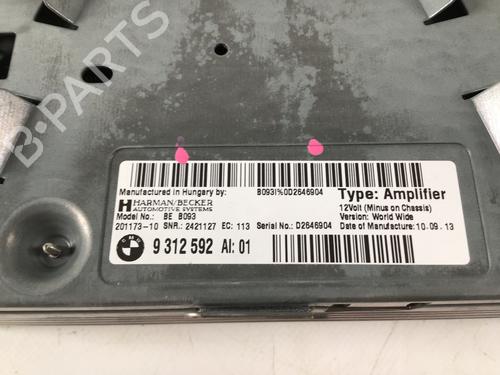 B-PARTS
Manufactured in Hungary by:
B093I%0D2646904
Type: Amplifier
HARMAN/BECKER
AUTOMOTIVE SYSTEMS
12Volt (Minus on Chassis)
Model No.: BE B093
Version: World Wide
201173-10 SNR.: 2421127 EC: 113 Serial No.: D2646904 Date of Manufacture: 10.09.13
BMW
9 312 592 AI: 01